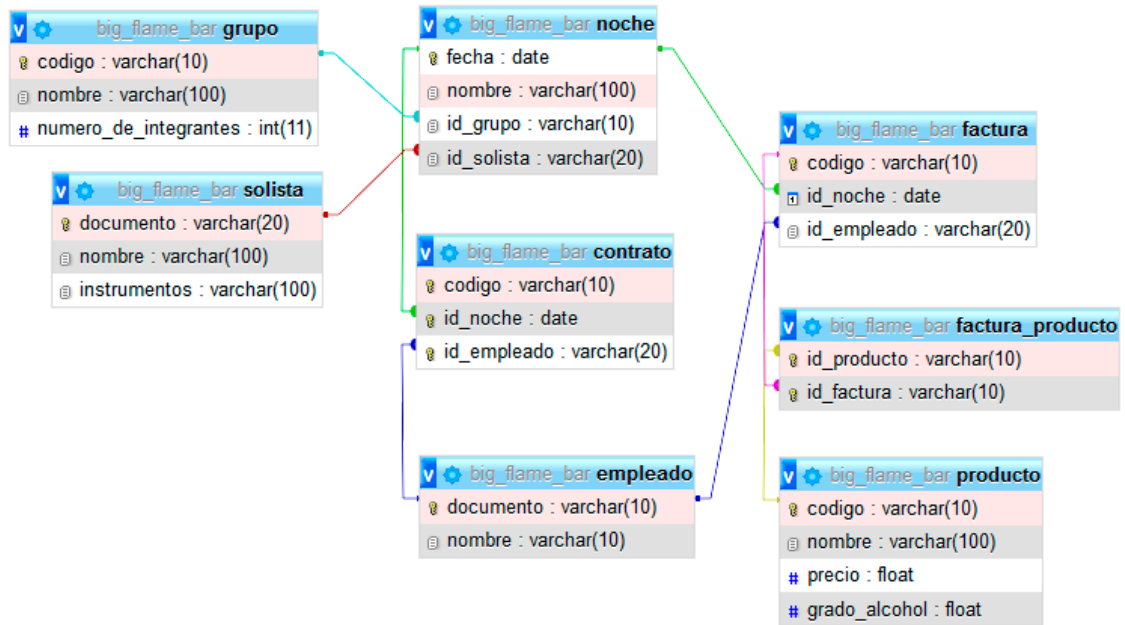 v big_flame_bar grupo
codigo : varchar(10)
nombre : varchar(100)
# numero_de_integrantes : int(11)
v big_flame_bar solista
documento : varchar(20)
nombre : varchar(100)
instrumentos : varchar(100)
v big_flame_bar noche
fecha : date
nombre : varchar(100)
id_grupo : varchar(10)
id_solista : varchar(20)
v big_flame_bar contrato
codigo : varchar(10)
id_noche : date
id_empleado : varchar(20)
v big_flame_bar empleado
documento : varchar(10)
nombre : varchar(10)
v big_flame_bar factura
codigo : varchar(10)
id_noche : date
id_empleado : varchar(20)
v big_flame_bar factura_producto
id_producto : varchar(10)
id_factura : varchar(10)
v big_flame_bar producto
codigo : varchar(10)
nombre : varchar(100)
# precio : float
# grado_alcohol : float